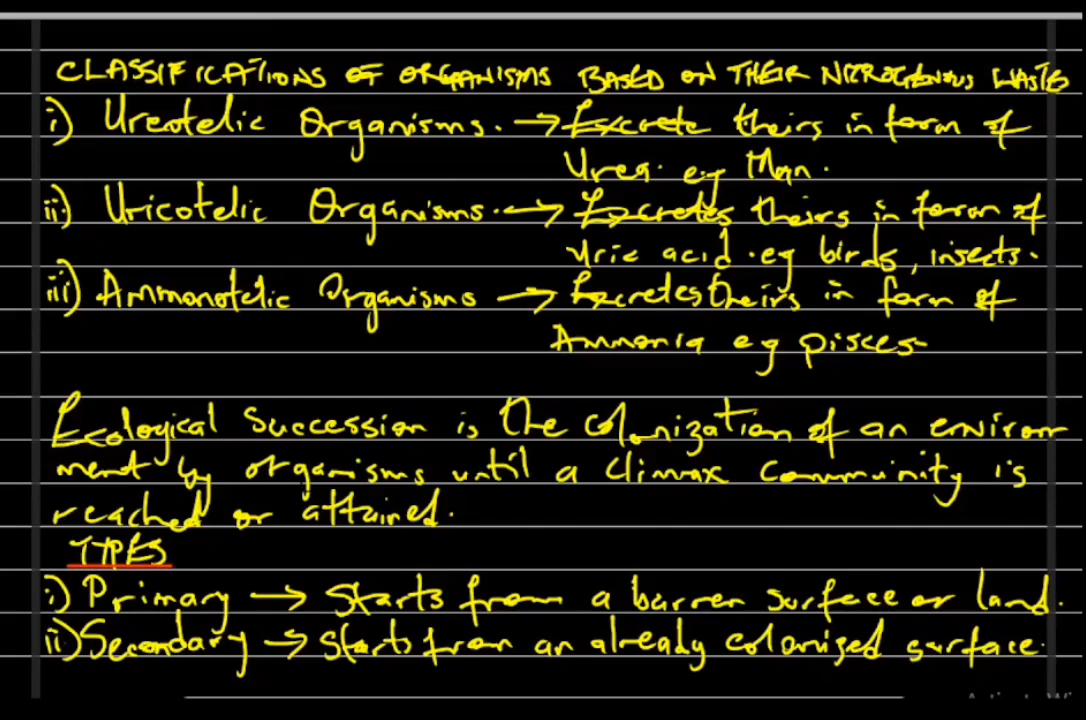 CLASSIFICATIONS OF ORGANISMS BASED ON THEIR NITROGENOUS WASTE
i) Ureotelic Organisms. → Excrete theirs in form of
Urea. eg Man.
ii) Uricotelic Organisms. → Excretes theirs in form of
Uric acid. eg birds, insects.
iii) Ammonotelic Organisms → Excretes theirs in form of
Ammonia eg pisces
Ecological Succession is the colonization of an environ
ment by organisms until a climax community is
reached or attained.
TYPES
i) Primary → starts from a barren surface or land.
ii) Secondary → starts from an already colonized surface.